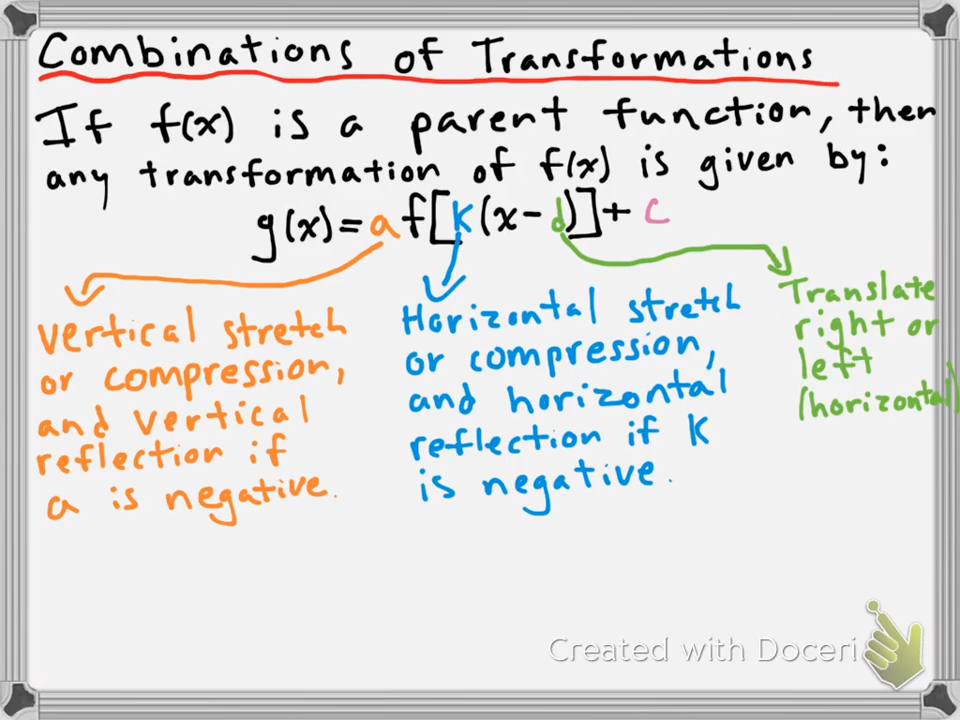 Combinations of Transformations
If f(x) is a parent function, then
any transformation of f(x) is given by:
g(x)= a f[k(x-d)]+ c
Vertical stretch
or compression,
and vertical
reflection if
a is negative.
Horizontal stretch
or compression,
and horizontal
reflection if k
is negative.
Translate
right or
left
(horizontal)
Created with Doceri